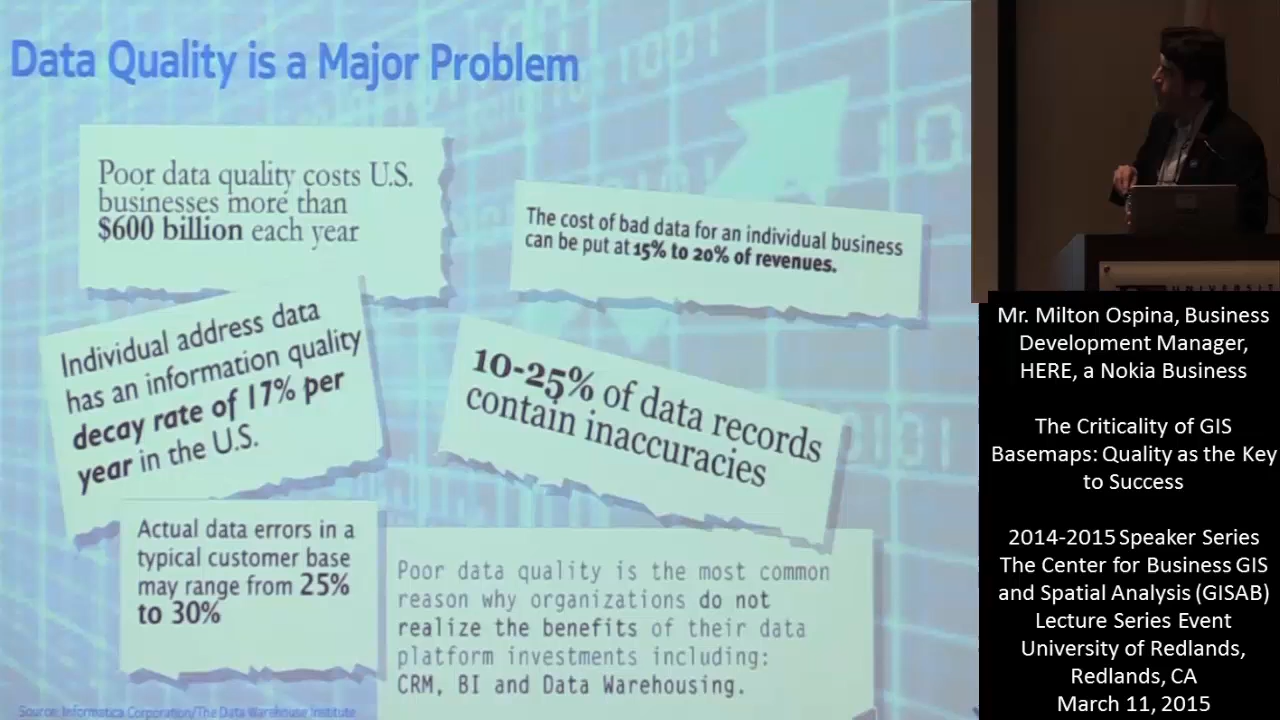 Data Quality is a Major Problem
Poor data quality costs U.S.
businesses more than
$600 billion each year
The cost of bad data for an individual business
can be put at 15% to 20% of revenues.
Individual address data
has an information quality
decay rate of 17% per
year in the U.S.
10-25% of data records
contain inaccuracies
Actual data errors in a
typical customer base
may range from 25%
to 30%
Poor data quality is the most common
reason why organizations do not
realize the benefits of their data
platform investments including:
CRM, BI and Data Warehousing.
Source: Informatica Corporation/The Data Warehouse Institute
Mr. Milton Ospina, Business
Development Manager,
HERE, a Nokia Business
The Criticality of GIS
Basemaps: Quality as the Key
to Success
2014-2015 Speaker Series
The Center for Business GIS
and Spatial Analysis (GISAB)
Lecture Series Event
University of Redlands,
Redlands, CA
March 11, 2015